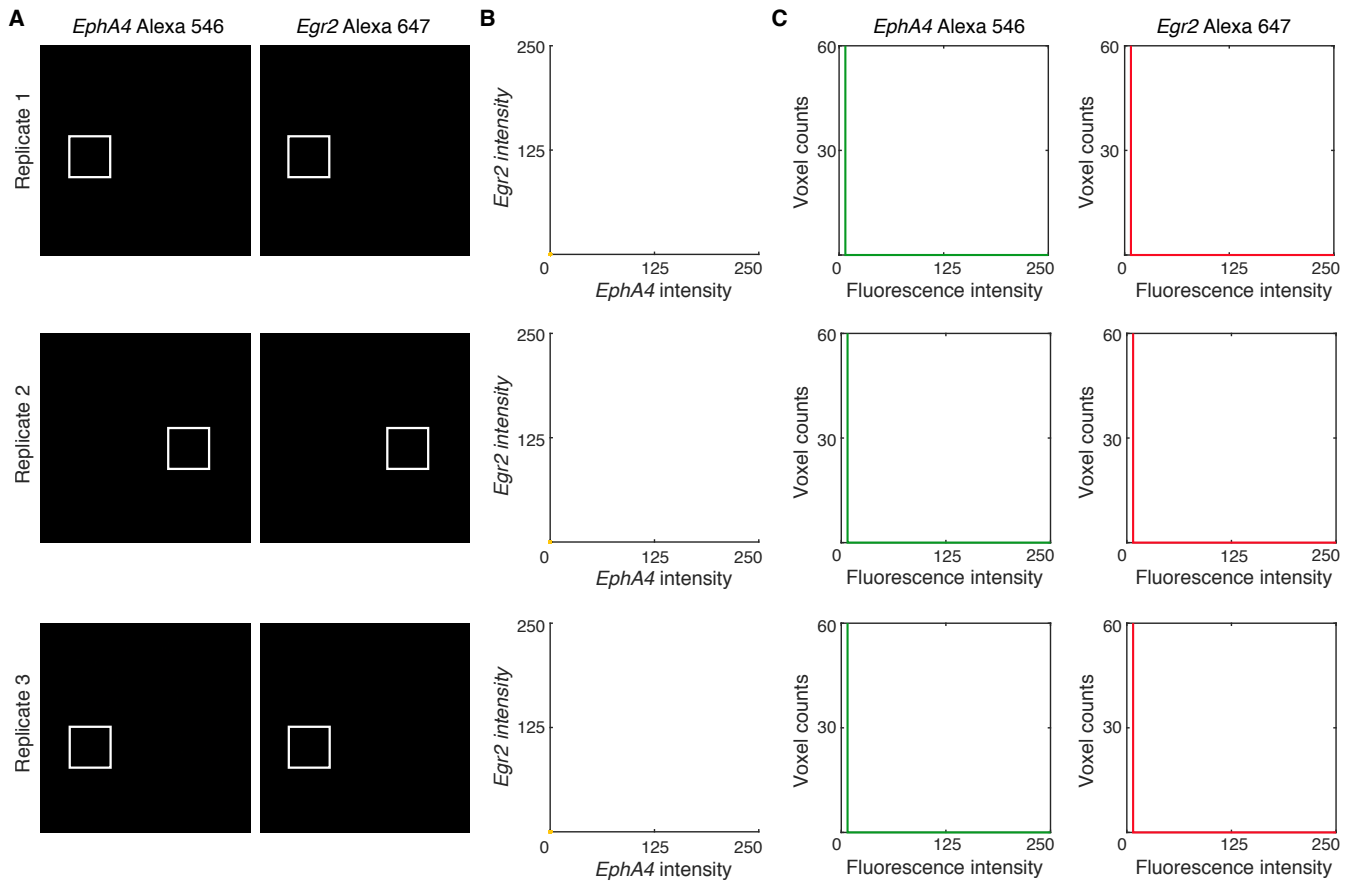 A
EphA4 Alexa 546
Egr2 Alexa 647
B
C
EphA4 Alexa 546
Egr2 Alexa 647
Replicate 1
250
125
0
125
250
Egr2 intensity
EphA4 intensity
60
30
0
125
250
Voxel counts
Fluorescence intensity
60
30
0
125
250
Voxel counts
Fluorescence intensity
Replicate 2
250
125
0
125
250
Egr2 intensity
EphA4 intensity
60
30
0
125
250
Voxel counts
Fluorescence intensity
60
30
0
125
250
Voxel counts
Fluorescence intensity
Replicate 3
250
125
0
125
250
Egr2 intensity
EphA4 intensity
60
30
0
125
250
Voxel counts
Fluorescence intensity
60
30
0
125
250
Voxel counts
Fluorescence intensity